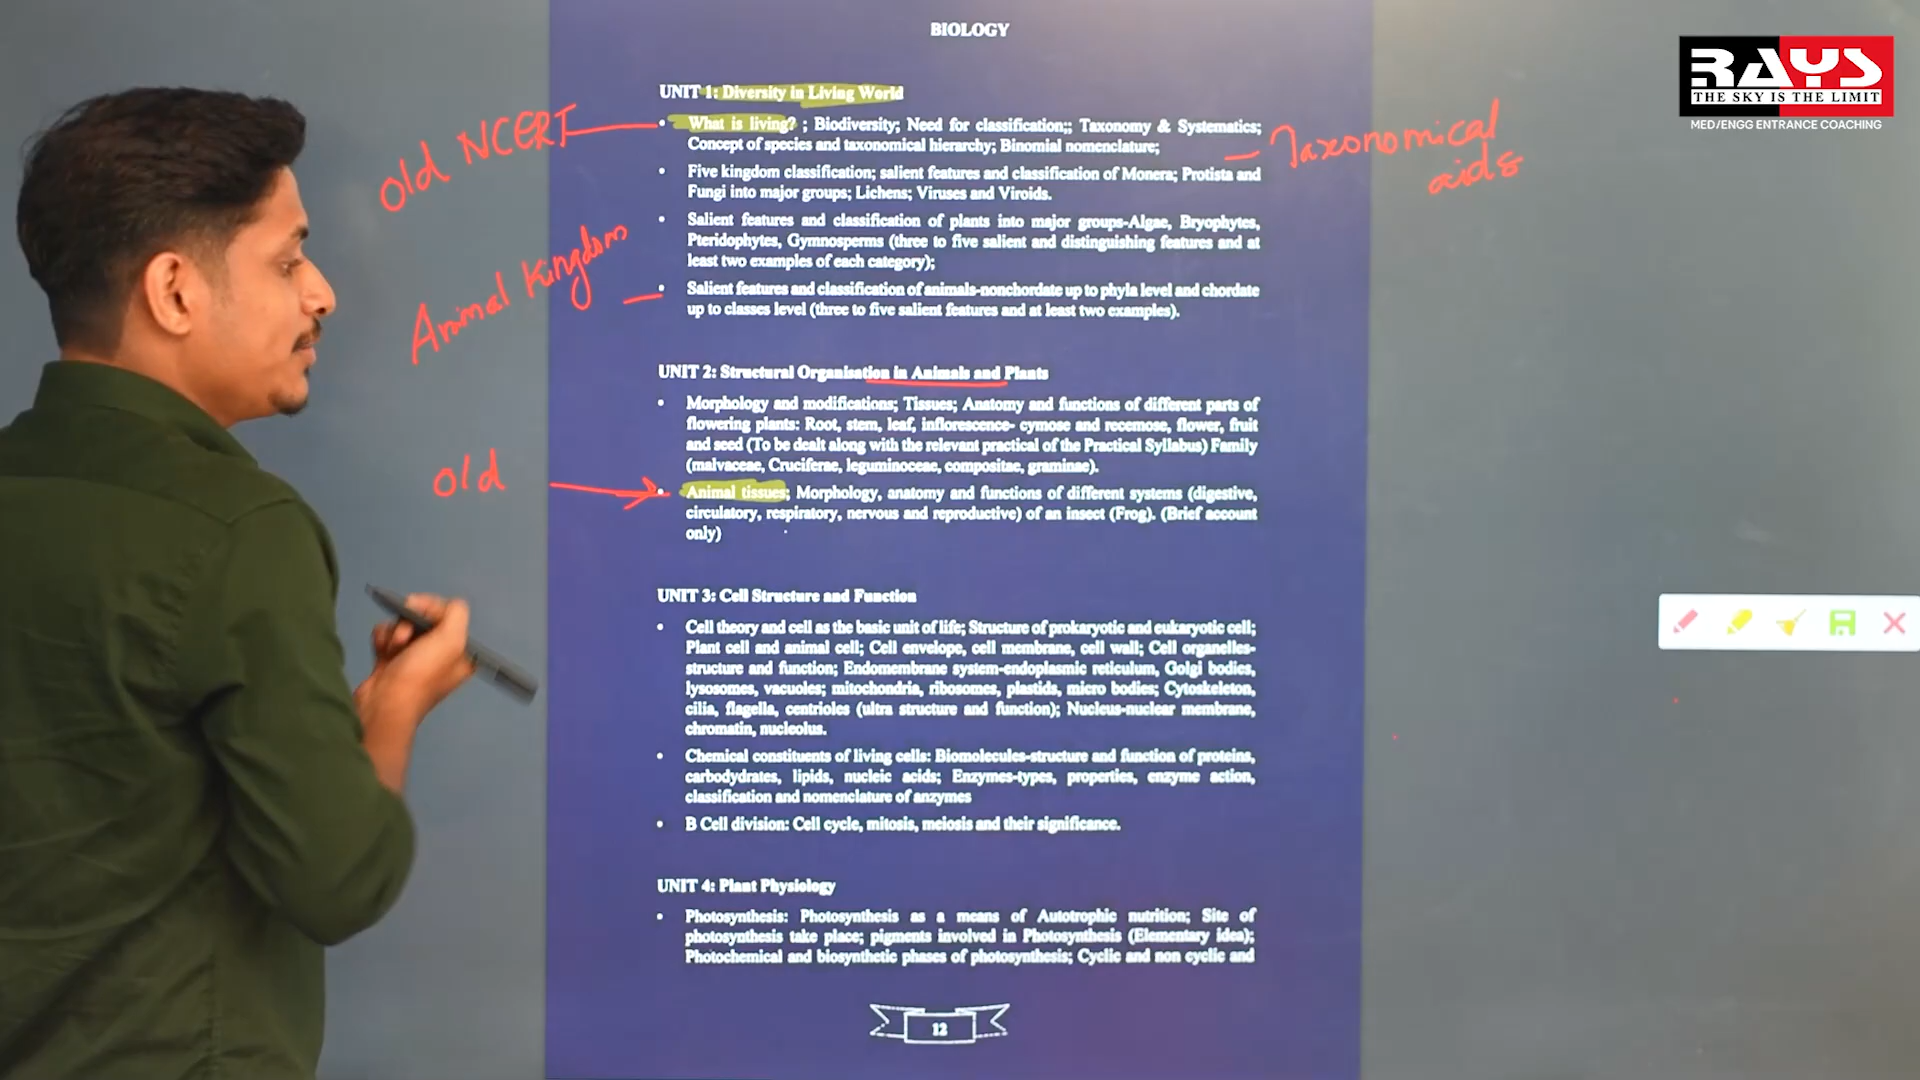 BIOLOGY
RAYS
THE SKY IS THE LIMIT
MED/ENGG ENTRANCE COACHING
UNIT 1: Diversity in Living World
• What is living? ; Biodiversity; Need for classification;; Taxonomy & Systematics;
Concept of species and taxonomical hierarchy; Binomial nomenclature;
Old NCERT
Taxonomical
aids
• Five kingdom classification; salient features and classification of Monera; Protista and
Fungi into major groups; Lichens; Viruses and Viroids.
• Salient features and classification of plants into major groups-Algae, Bryophytes,
Pteridophytes, Gymnosperms (three to five salient and distinguishing features and at
least two examples of each category);
Animal Kingdom
• Salient features and classification of animals-nonchordate up to phyla level and chordate
up to classes level (three to five salient features and at least two examples).
UNIT 2: Structural Organisation in Animals and Plants
• Morphology and modifications; Tissues; Anatomy and functions of different parts of
flowering plants: Root, stem, leaf, inflorescence- cymose and recemose, flower, fruit
and seed (To be dealt along with the relevant practical of the Practical Syllabus) Family
(malvaceae, Cruciferae, leguminoceae, compositae, graminae).
old
• Animal tissues; Morphology, anatomy and functions of different systems (digestive,
circulatory, respiratory, nervous and reproductive) of an insect (Frog). (Brief account
only)
UNIT 3: Cell Structure and Function
• Cell theory and cell as the basic unit of life; Structure of prokaryotic and eukaryotic cell;
Plant cell and animal cell; Cell envelope, cell membrane, cell wall; Cell organelles-
structure and function; Endomembrane system-endoplasmic reticulum, Golgi bodies,
lysosomes, vacuoles; mitochondria, ribosomes, plastids, micro bodies; Cytoskeleton,
cilia, flagella, centrioles (ultra structure and function); Nucleus-nuclear membrane,
chromatin, nucleolus.
• Chemical constituents of living cells: Biomolecules-structure and function of proteins,
carbodydrates, lipids, nucleic acids; Enzymes-types, properties, enzyme action,
classification and nomenclature of anzymes
• B Cell division: Cell cycle, mitosis, meiosis and their significance.
UNIT 4: Plant Physiology
• Photosynthesis: Photosynthesis as a means of Autotrophic nutrition; Site of
photosynthesis take place; pigments involved in Photosynthesis (Elementary idea);
Photochemical and biosynthetic phases of photosynthesis; Cyclic and non cyclic and
12